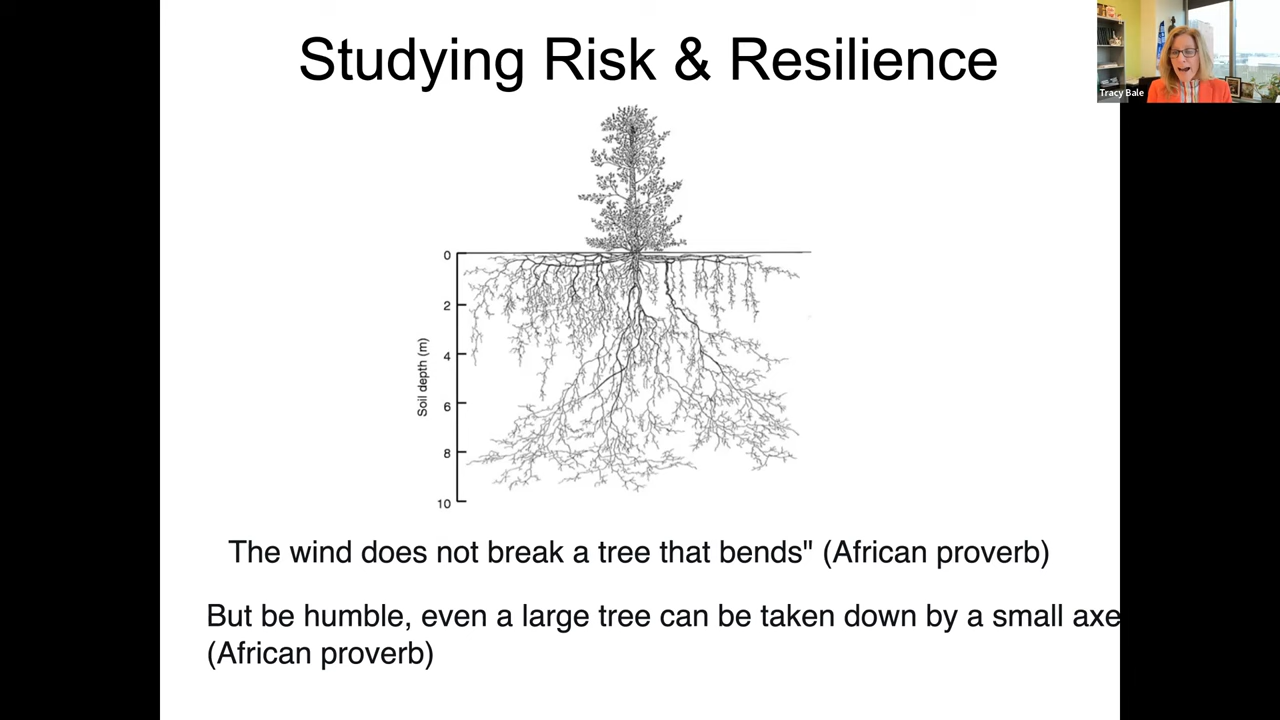 Studying Risk & Resilience
Tracy Bale
0
2
4
6
8
10
Soil depth (m)
The wind does not break a tree that bends" (African proverb)
But be humble, even a large tree can be taken down by a small axe
(African proverb)